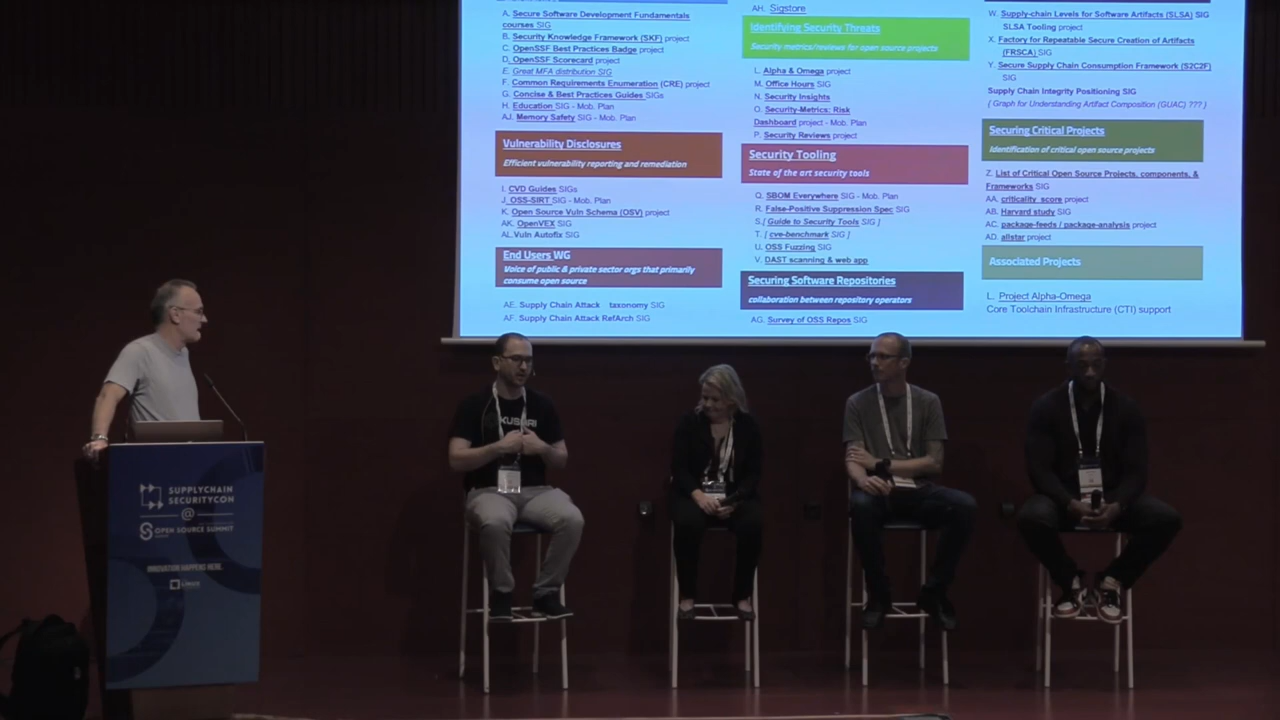 A. Secure Software Development Fundamentals
courses SIG
B. Security Knowledge Framework (SKF) project
C. OpenSSF Best Practices Badge project
D. OpenSSF Scorecard project
E. Great MFA distribution SIG
F. Common Requirements Enumeration (CRE) project
G. Concise & Best Practices Guides SIGs
H. Education SIG - Mob. Plan
AJ. Memory Safety SIG - Mob. Plan
Vulnerability Disclosures
Efficient vulnerability reporting and remediation
I. CVD Guides SIGs
J. OSS-SIRT SIG - Mob. Plan
K. Open Source Vuln Schema (OSV) project
AK. OpenVEX SIG
AL. Vuln Autofix SIG
End Users WG
Voice of public & private sector orgs that primarily
consume open source
AE. Supply Chain Attack taxonomy SIG
AF. Supply Chain Attack RefArch SIG
AH. Sigstore
Identifying Security Threats
Security metrics/reviews for open source projects
L. Alpha & Omega project
M. Office Hours SIG
N. Security Insights
O. Security-Metrics: Risk
Dashboard project - Mob. Plan
P. Security Reviews project
Security Tooling
State of the art security tools
Q. SBOM Everywhere SIG - Mob. Plan
R. False-Positive Suppression Spec SIG
S. [ Guide to Security Tools SIG ]
T. [ cve-benchmark SIG ]
U. OSS Fuzzing SIG
V. DAST scanning & web app
Securing Software Repositories
collaboration between repository operators
AG. Survey of OSS Repos SIG
W. Supply-chain Levels for Software Artifacts (SLSA) SIG
SLSA Tooling project
X. Factory for Repeatable Secure Creation of Artifacts
(FRSCA) SIG
Y. Secure Supply Chain Consumption Framework (S2C2F)
SIG
Supply Chain Integrity Positioning SIG
( Graph for Understanding Artifact Composition (GUAC) ??? )
Securing Critical Projects
Identification of critical open source projects
Z. List of Critical Open Source Projects, components, &
Frameworks SIG
AA. criticality_score project
AB. Harvard study SIG
AC. package-feeds / package-analysis project
AD. allstar project
Associated Projects
L. Project Alpha-Omega
Core Toolchain Infrastructure (CTI) support
SUPPLYCHAIN
SECURITYCON
@
OPEN SOURCE SUMMIT
INNOVATION HAPPENS HERE.